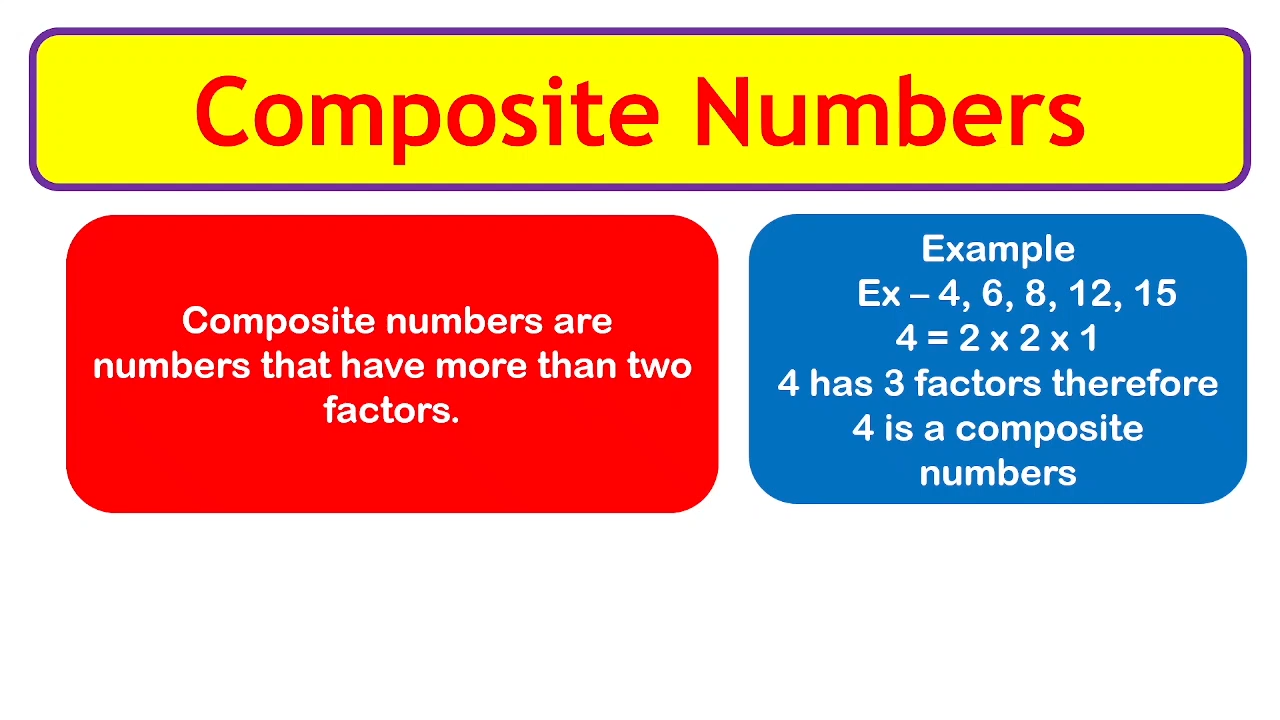 Composite Numbers
Composite numbers are
numbers that have more than two
factors.
Example
Ex – 4, 6, 8, 12, 15
4 = 2 x 2 x 1
4 has 3 factors therefore
4 is a composite
numbers